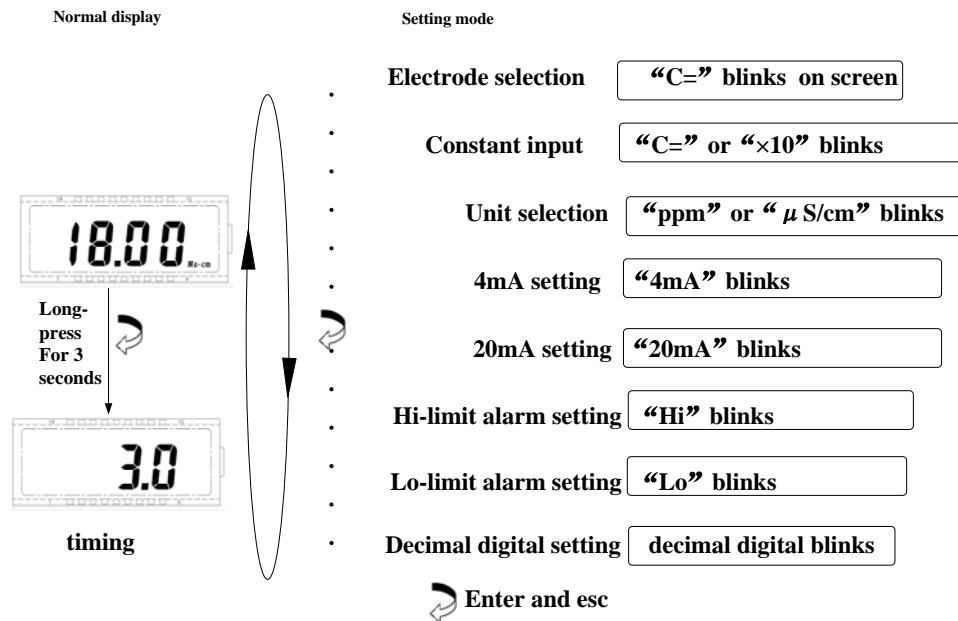 Normal display
Setting mode
Electrode selection
“C=” blinks on screen
Constant input
“C=” or “×10” blinks
Unit selection
“ppm” or “ μ S/cm” blinks
18.00 MΩ-cm
4mA setting
“4mA” blinks
Long-
press
For 3
seconds
20mA setting
“20mA” blinks
Hi-limit alarm setting
“Hi” blinks
3.0
Lo-limit alarm setting
“Lo” blinks
timing
Decimal digital setting
decimal digital blinks
Enter and esc